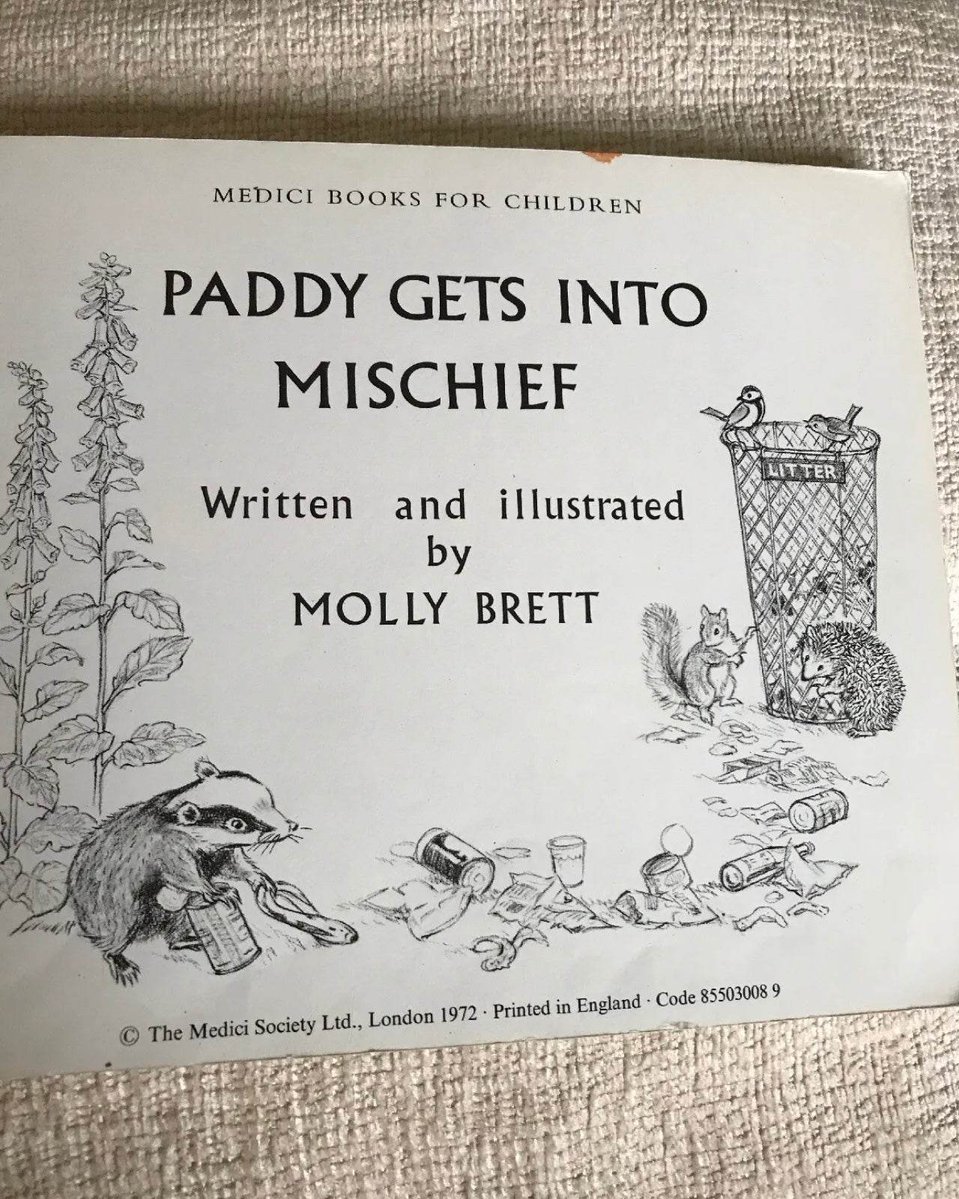 MEDICI BOOKS FOR CHILDREN
PADDY GETS INTO
MISCHIEF
Written and illustrated
by
MOLLY BRETT
LITTER
© The Medici Society Ltd., London 1972 · Printed in England · Code 85503008 9